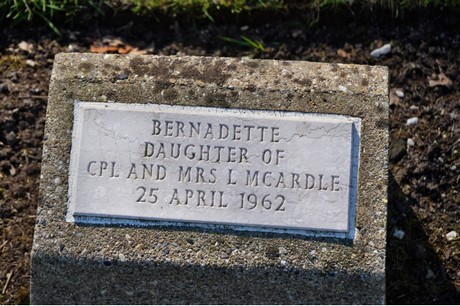 BERNADETTE
DAUGHTER OF
CPL AND MRS L MCARDLE
25 APRIL 1962